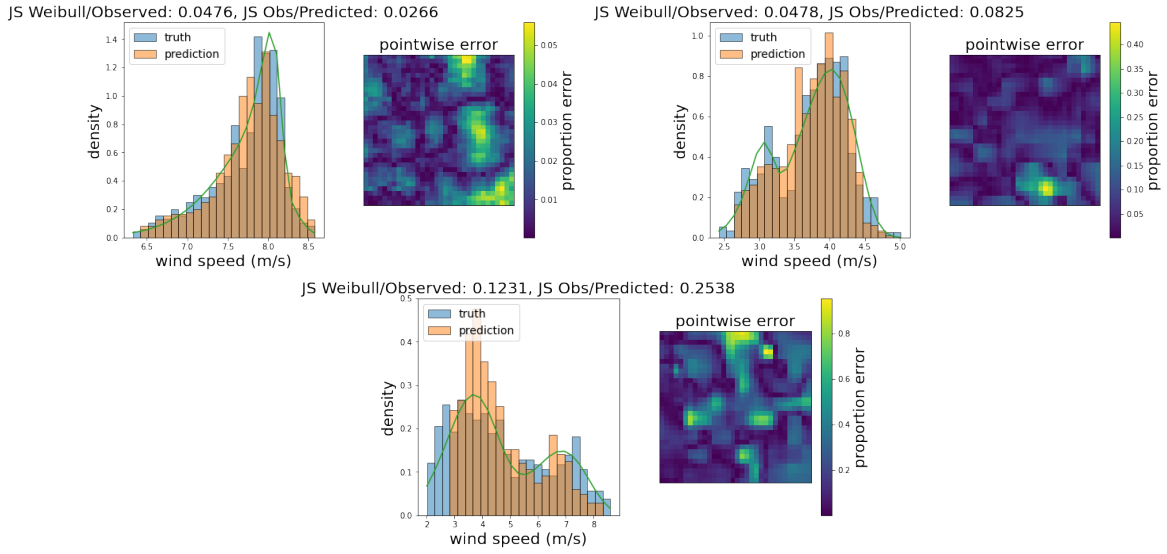 JS Weibull/Observed: 0.0476, JS Obs/Predicted: 0.0266
truth
prediction
density
1.4
1.2
1.0
0.8
0.6
0.4
0.2
0.0
6.5 7.0 7.5 8.0 8.5
wind speed (m/s)
pointwise error
0.05
0.04
0.03
0.02
0.01
proportion error
JS Weibull/Observed: 0.0478, JS Obs/Predicted: 0.0825
truth
prediction
density
1.0
0.8
0.6
0.4
0.2
0.0
2.5 3.0 3.5 4.0 4.5 5.0
wind speed (m/s)
pointwise error
0.40
0.35
0.30
0.25
0.20
0.15
0.10
0.05
proportion error
JS Weibull/Observed: 0.1231, JS Obs/Predicted: 0.2538
truth
prediction
density
0.5
0.4
0.3
0.2
0.1
0.0
2 3 4 5 6 7 8
wind speed (m/s)
pointwise error
0.8
0.6
0.4
0.2
proportion error